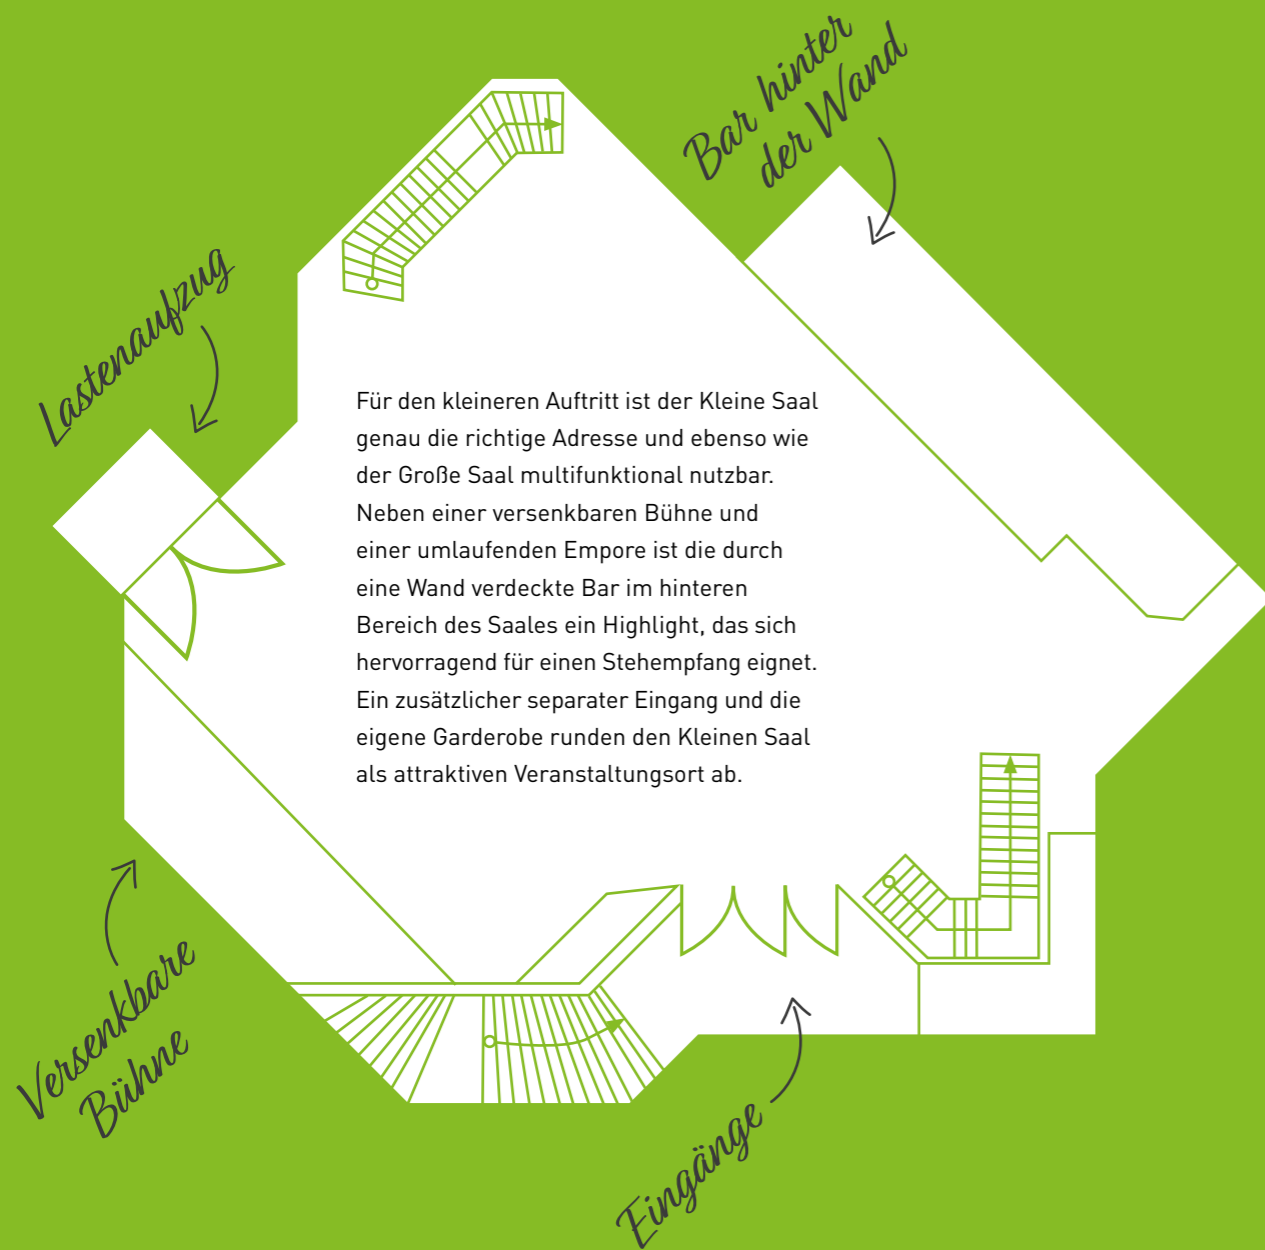 Bar hinter
der Wand
Lastenaufzug
Für den kleineren Auftritt ist der Kleine Saal
genau die richtige Adresse und ebenso wie
der Große Saal multifunktional nutzbar.
Neben einer versenkbaren Bühne und
einer umlaufenden Empore ist die durch
eine Wand verdeckte Bar im hinteren
Bereich des Saales ein Highlight, das sich
hervorragend für einen Stehempfang eignet.
Ein zusätzlicher separater Eingang und die
eigene Garderobe runden den Kleinen Saal
als attraktiven Veranstaltungsort ab.
Versenkbare
Bühne
Eingänge